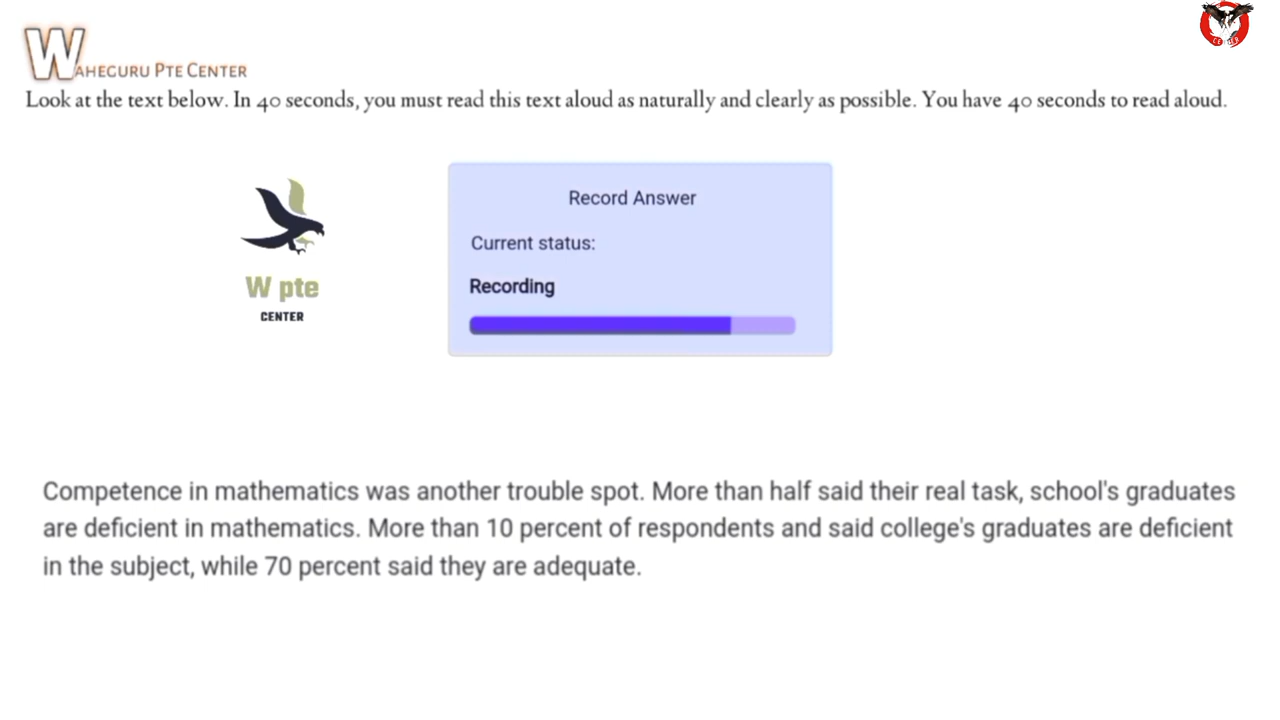 WAHEGURU PTE CENTER
Look at the text below. In 40 seconds, you must read this text aloud as naturally and clearly as possible. You have 40 seconds to read aloud.
Record Answer
Current status:
Recording
W pte
CENTER
Competence in mathematics was another trouble spot. More than half said their real task, school's graduates
are deficient in mathematics. More than 10 percent of respondents and said college's graduates are deficient
in the subject, while 70 percent said they are adequate.